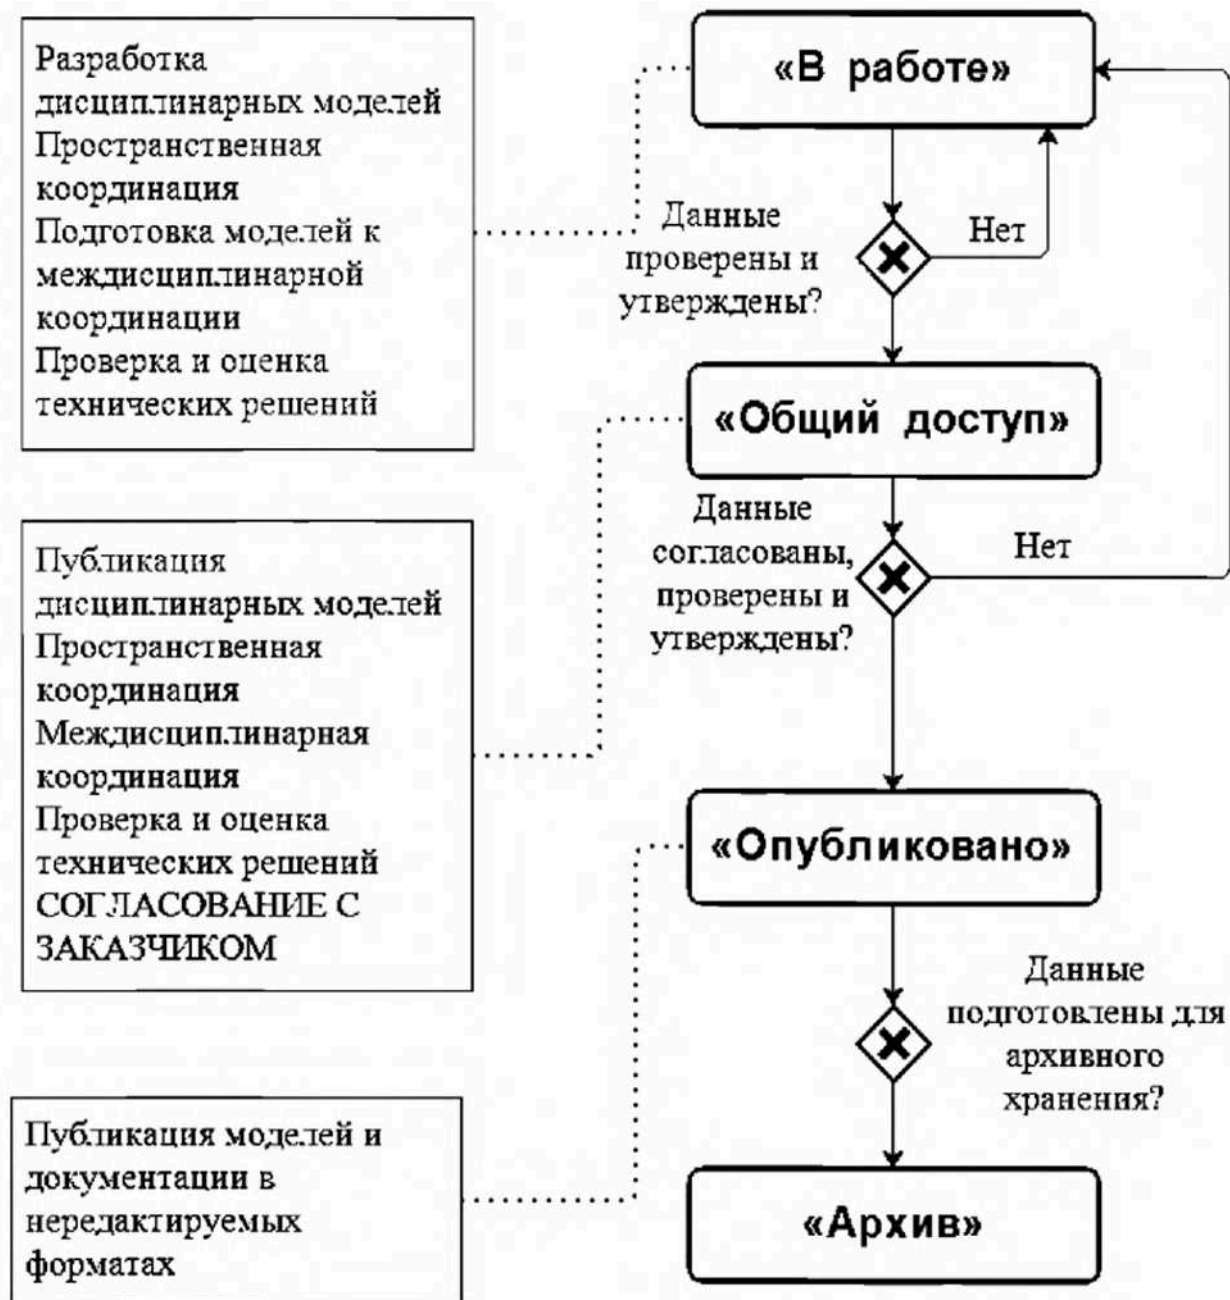 Разработка
дисциплинарных моделей
Пространственная
координация
Подготовка моделей к
междисциплинарной
координации
Проверка и оценка
технических решений
«В работе»
Данные
проверены и
утверждены?
Нет
«Общий доступ»
Публикация
дисциплинарных моделей
Пространственная
координация
Междисциплинарная
координация
Проверка и оценка
технических решений
СОГЛАСОВАНИЕ С
ЗАКАЗЧИКОМ
Данные
согласованы,
проверены и
утверждены?
Нет
«Опубликовано»
Публикация моделей и
документации в
нередактируемых
форматах
Данные
подготовлены для
архивного
хранения?
«Архив»